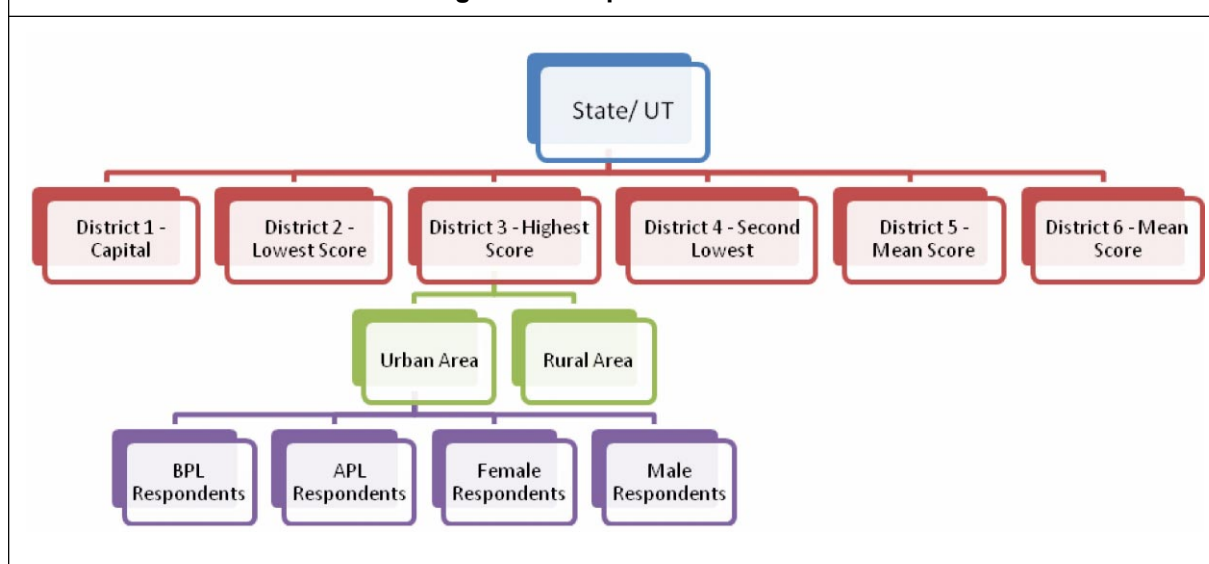 State/ UT
District 1 -
Capital
District 2 -
Lowest Score
District 3 - Highest
Score
District 4 - Second
Lowest
District 5 -
Mean Score
District 6 - Mean
Score
Urban Area
Rural Area
BPL
Respondents
APL
Respondents
Female
Respondents
Male
Respondents